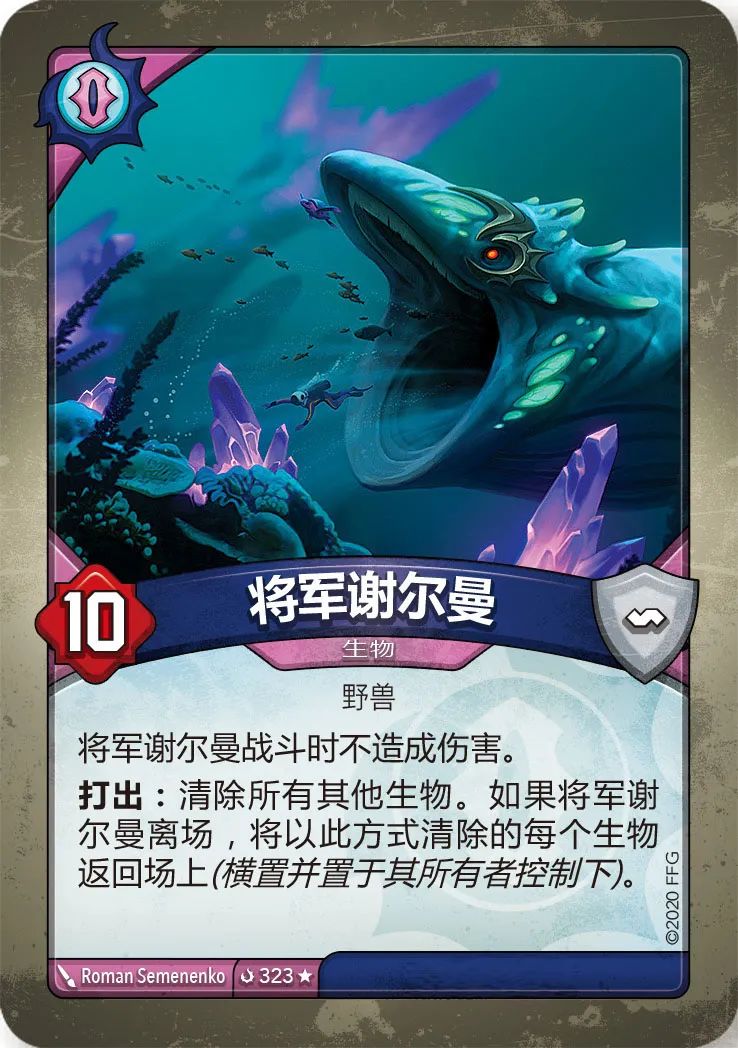 将军谢尔曼
10
生物
野兽
将军谢尔曼战斗时不造成伤害。
打出：清除所有其他生物。如果将军谢
尔曼离场，将以此方式清除的每个生物
返回场上(横置并置于其所有者控制下)。
©2020 FFG
Roman Semenenko
323